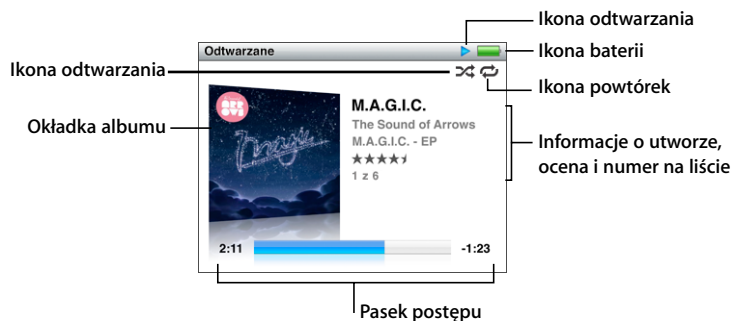 Ikona odtwarzania
Odtwarzane
Ikona baterii
Ikona odtwarzania
Ikona powtórek
Okładka albumu
M.A.G.I.C.
The Sound of Arrows
M.A.G.I.C. - EP
1 z 6
Informacje o utworze,
ocena i numer na liście
magic
2:11
-1:23
Pasek postępu